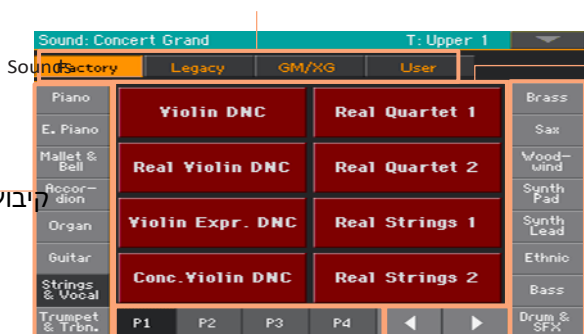 Sound: Concert Grand T: Upper 1
Sounds
Factory Legacy GM/XG User
Piano
E. Piano
Mallet & Bell
Accor-dion
Organ
Guitar
Strings & Vocal
Trumpet & Trbn.
Violin DNC Real Quartet 1
Real Violin DNC Real Quartet 2
Violin Expr. DNC Real Strings 1
Conc.Violin DNC Real Strings 2
Brass
Sax
Wood-wind
Synth Pad
Synth Lead
Ethnic
Bass
Drum & SFX
P1 P2 P3 P4